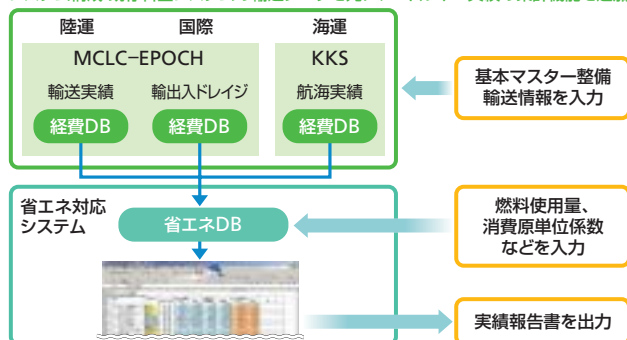 陸運 国際 海運
MCLC-EPOCH KKS
輸送実績 輸出入ドレイジ 航海実績
経費DB 経費DB 経費DB
基本マスター整備
輸送情報を入力
省エネ対応
システム
省エネDB
燃料使用量、
消費原単位係数
などを入力
実績報告書を出力